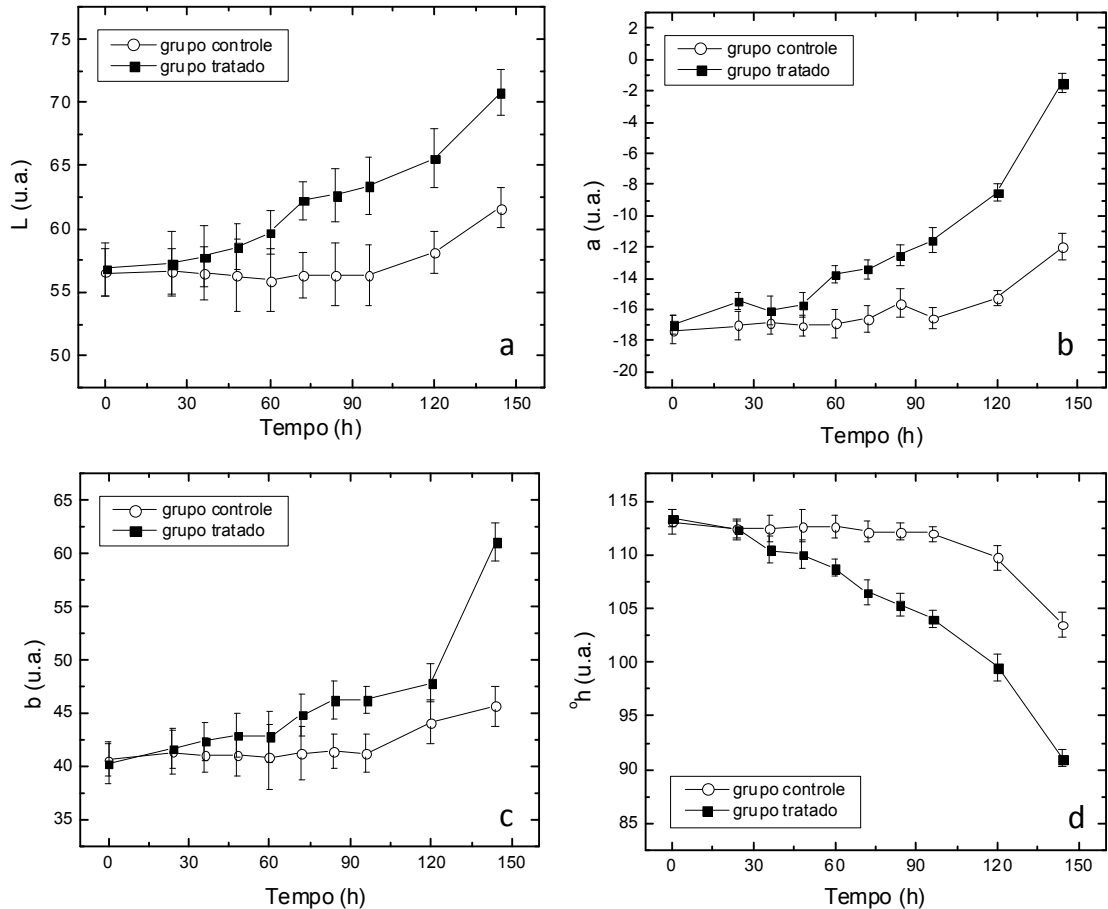 grupo controle
grupo tratado
75
70
65
60
55
50
L (u.a.)
0 30 60 90 120 150
Tempo (h)
a
grupo controle
grupo tratado
2
0
-2
-4
-6
-8
-10
-12
-14
-16
-18
-20
a (u.a.)
0 30 60 90 120 150
Tempo (h)
b
grupo controle
grupo tratado
65
60
55
50
45
40
35
b (u.a.)
0 30 60 90 120 150
Tempo (h)
c
115
110
105
100
95
90
85
°h (u.a.)
grupo controle
grupo tratado
0 30 60 90 120 150
Tempo (h)
d